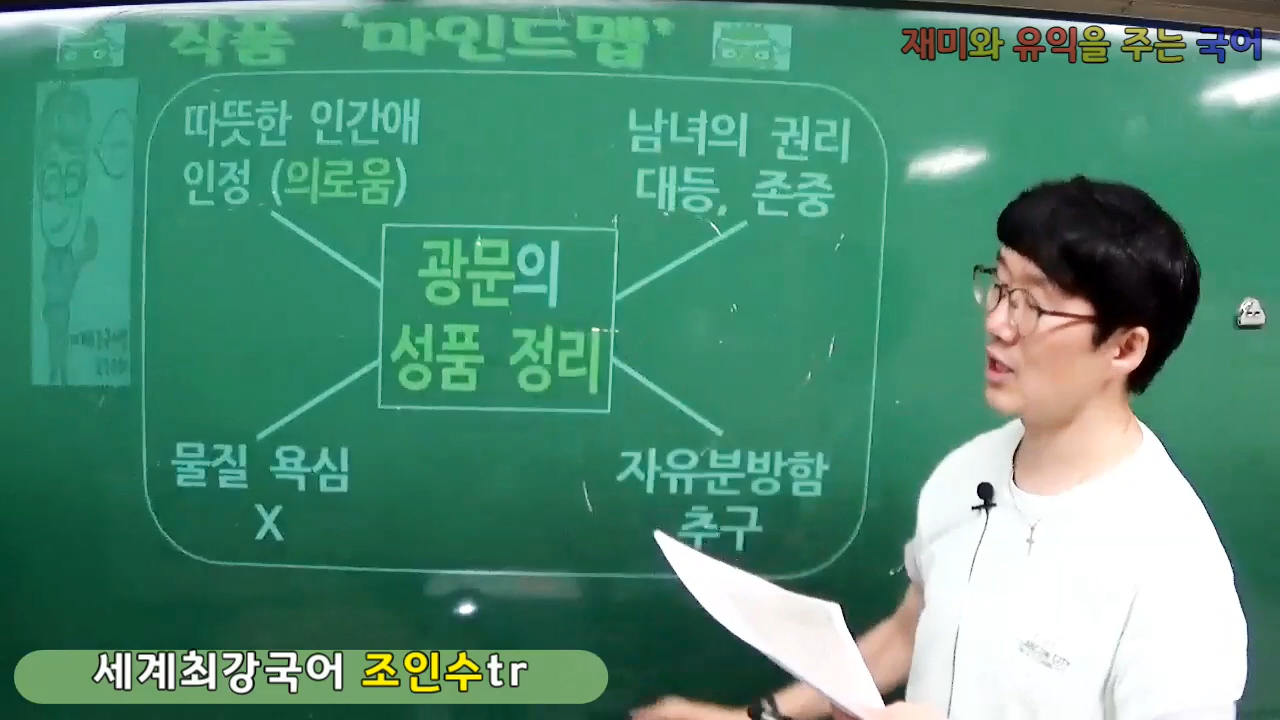 작품 '마인드맵'
재미와 유익을 주는 국어
따뜻한 인간애
인정 (의로움)
남녀의 권리
대등, 존중
광문의
성품 정리
물질 욕심
X
자유분방함
추구
세계최강국어 조인수tr